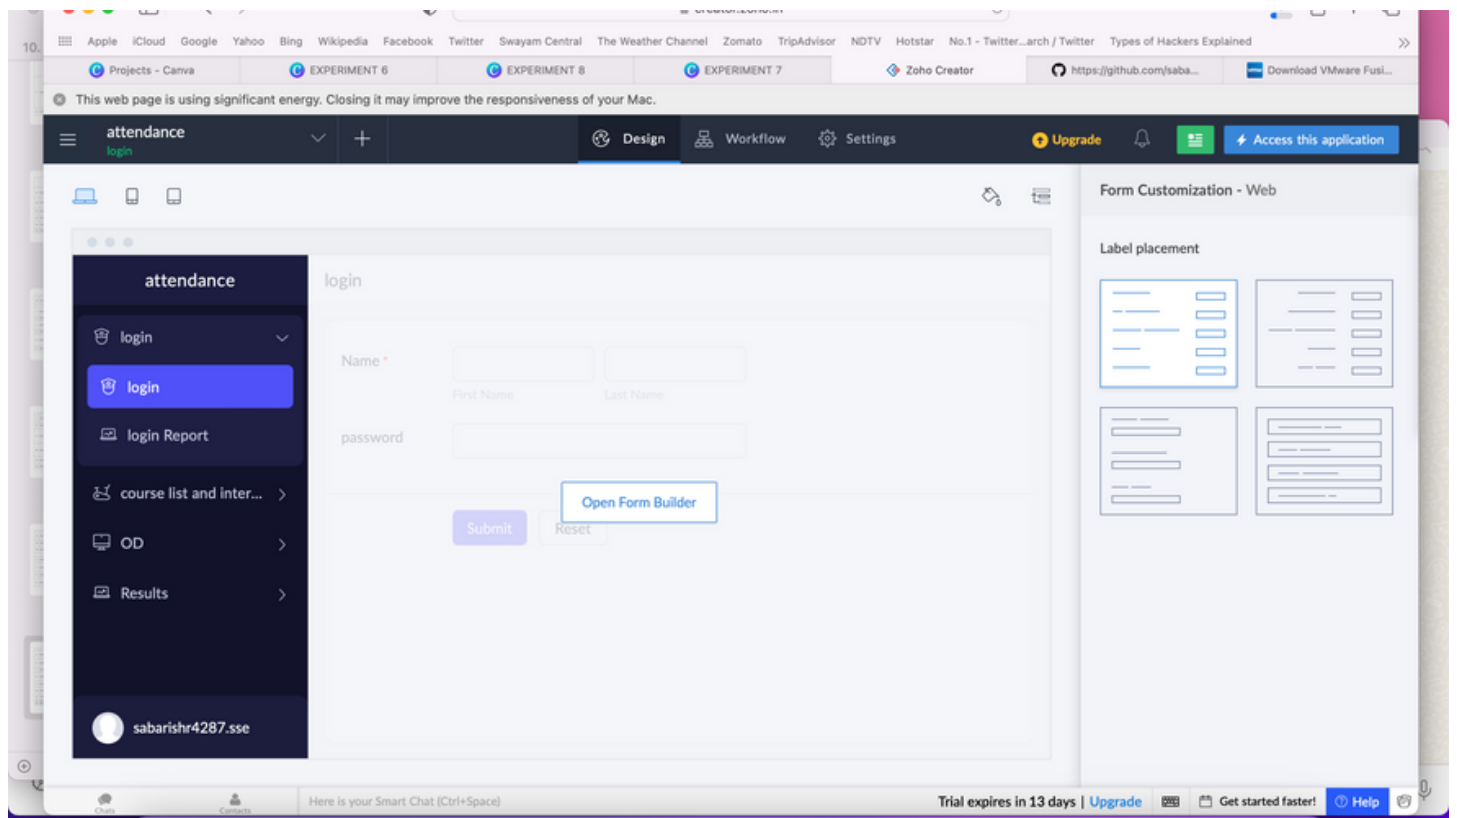 10.
creator.zoho.in
Apple iCloud Google Yahoo Bing Wikipedia Facebook Twitter Swayam Central The Weather Channel Zomato TripAdvisor NDTV Hotstar No.1 - Twitter...arch / Twitter Types of Hackers Explained
Projects - Canva EXPERIMENT 6 EXPERIMENT 8 EXPERIMENT 7 Zoho Creator https://github.com/saba... Download VMware Fusi...
This web page is using significant energy. Closing it may improve the responsiveness of your Mac.
attendance
login
Design Workflow Settings Upgrade Access this application
Form Customization - Web
Label placement
attendance
login
login
login Report
course list and inter...
OD
Results
sabarishr4287.sse
login
Name *
First Name Last Name
password
Open Form Builder
Submit Reset
Chats Contacts Here is your Smart Chat (Ctrl+Space) Trial expires in 13 days | Upgrade Get started faster! Help